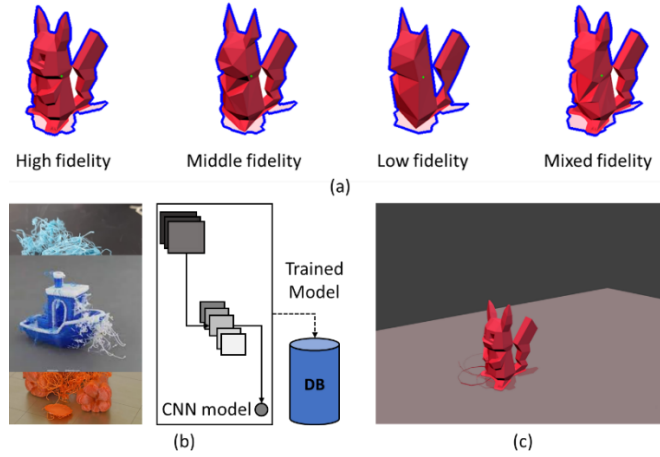 High fidelity
Middle fidelity
Low fidelity
Mixed fidelity
(a)
Trained
Model
DB
CNN model
(b)
(c)